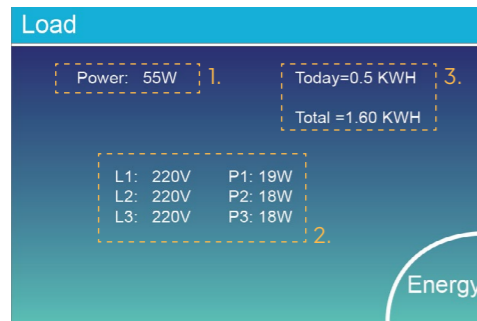 Load
Power: 55W 1.
Today=0.5 KWH 3.
Total =1.60 KWH
L1: 220V P1: 19W
L2: 220V P2: 18W
L3: 220V P3: 18W
2.
Energy